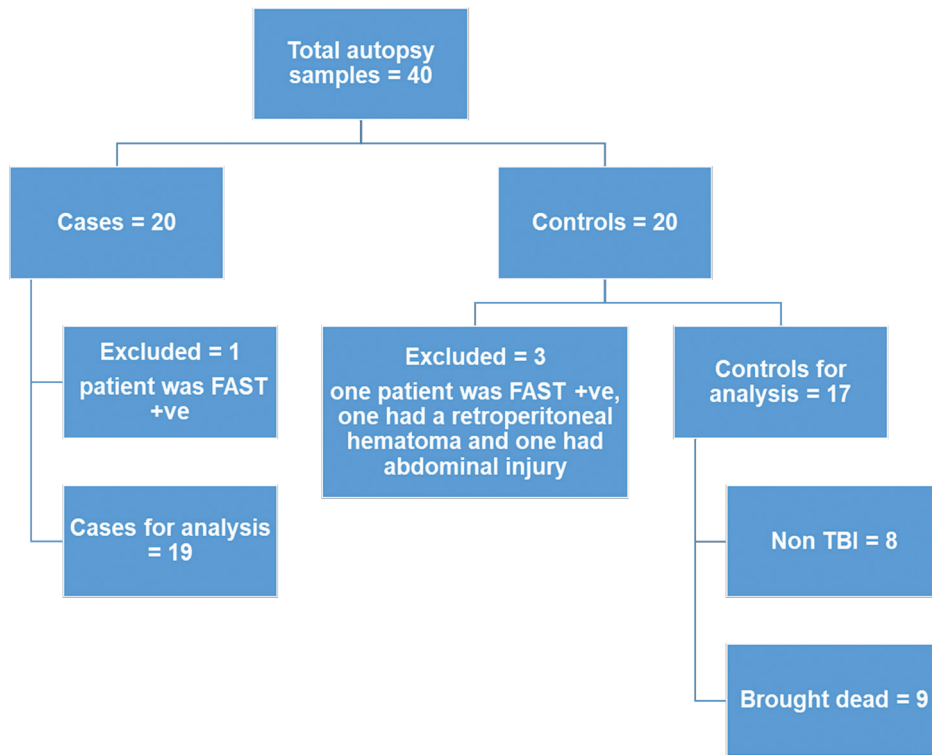 Total autopsy
samples = 40
Cases = 20
Controls = 20
Excluded = 1
patient was FAST
+ve
Excluded = 3
one patient was FAST +ve,
one had a retroperitoneal
hematoma and one had
abdominal injury
Controls for
analysis = 17
Cases for analysis
= 19
Non TBI = 8
Brought dead = 9